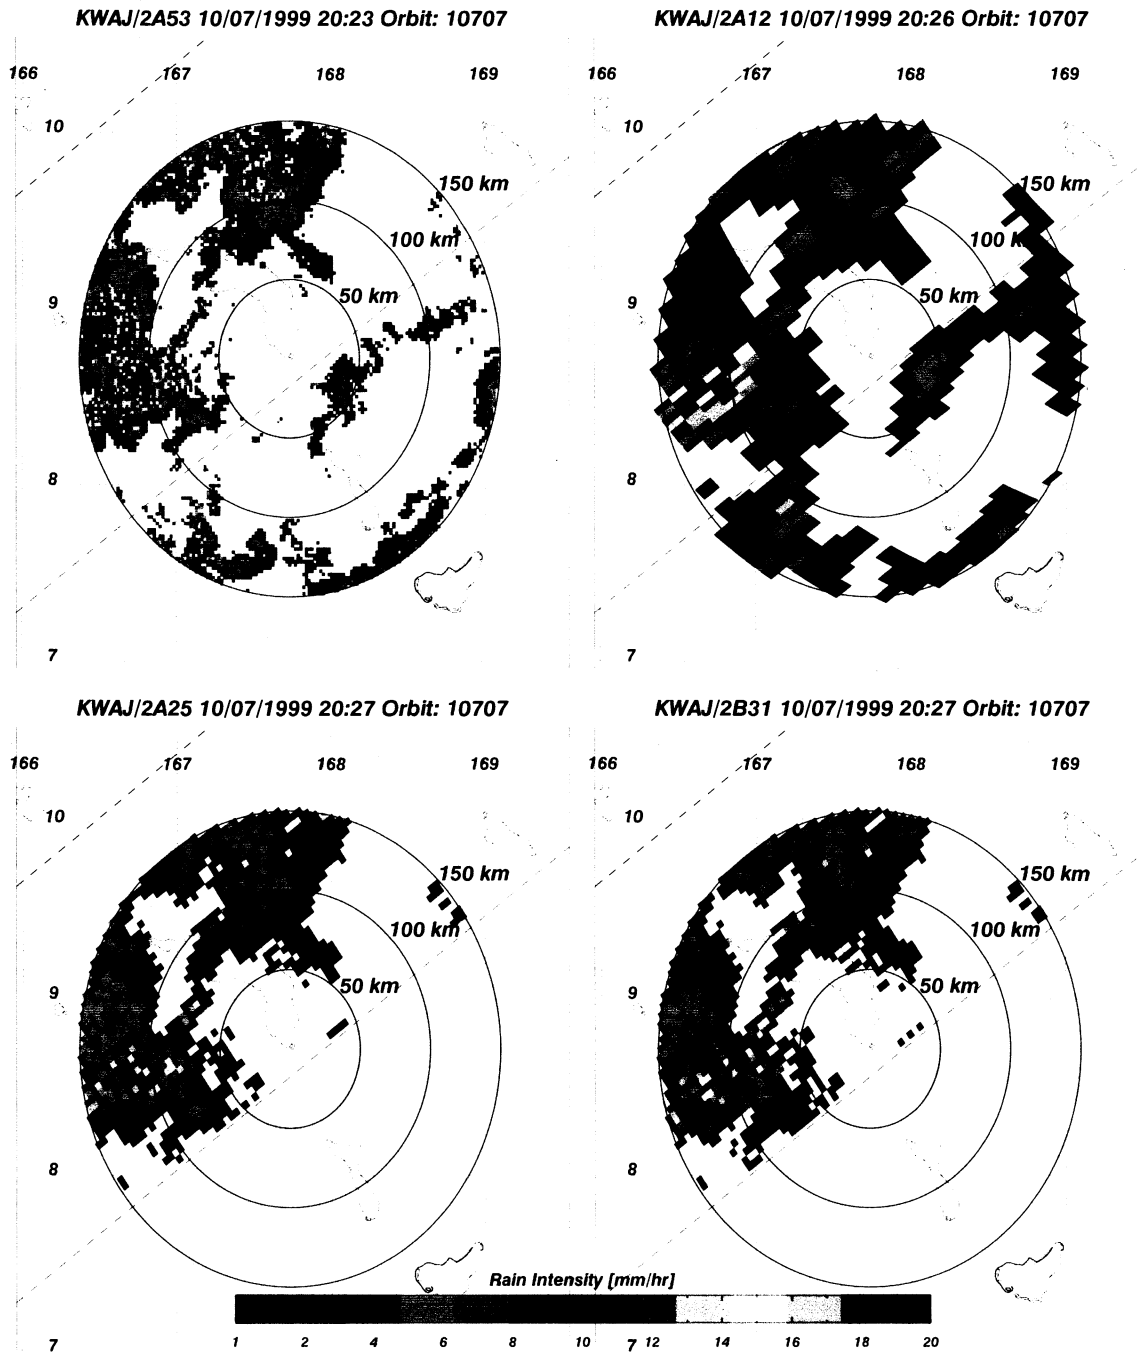 KWAJ/2A53 10/07/1999 20:23 Orbit: 10707
166 167 168 169
10
150 km
100 km
9
50 km
8
7
KWAJ/2A12 10/07/1999 20:26 Orbit: 10707
166 167 168 169
10
150 km
100 km
9
50 km
8
7
KWAJ/2A25 10/07/1999 20:27 Orbit: 10707
166 167 168 169
10
150 km
100 km
9
50 km
8
7
KWAJ/2B31 10/07/1999 20:27 Orbit: 10707
166 167 168 169
10
150 km
100 km
9
50 km
8
7
Rain Intensity [mm/hr]
1 2 4 6 8 10 12 14 16 18 20